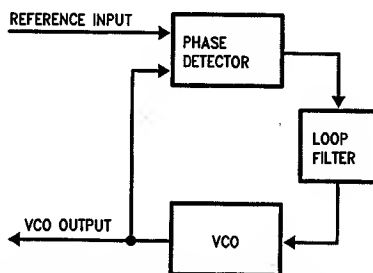 REFERENCE INPUT
PHASE
DETECTOR
LOOP
FILTER
VCO OUTPUT
VCO